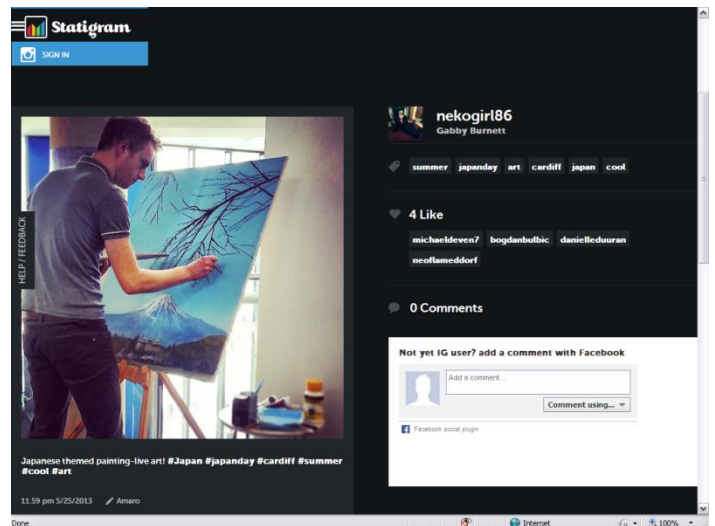 Statigram
SIGN IN
HELP / FEEDBACK
Japanese themed painting-live art! #Japan #japanday #cardiff #summer
#cool #art
11.59 pm 5/25/2013 Amaro
nekogirl86
Gabby Burnett
summer japanday art cardiff japan cool
4 Like
michaeldeven7 bogdanbulbic danielleduuran
neoflameddorf
0 Comments
Not yet IG user? add a comment with Facebook
Add a comment...
Comment using...
Facebook social plugin
Done Internet 100%